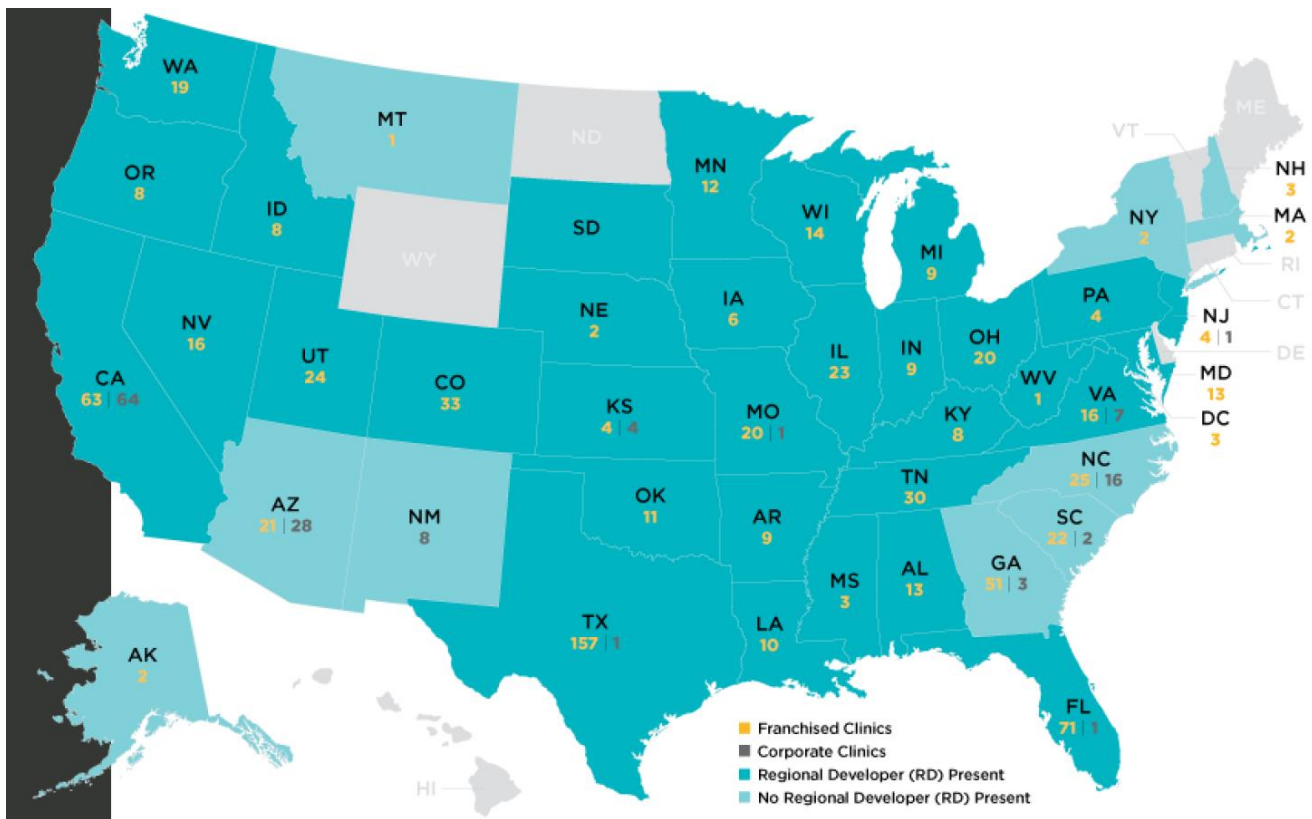 WA
19
MT
1
ND
MN
12
VT
ME
OR
8
ID
8
SD
WI
14
NH
3
NY
2
MA
2
WY
MI
9
RI
NE
2
IA
6
PA
4
CT
NV
16
NJ
4 | 1
UT
24
CO
33
IL
23
IN
9
OH
20
DE
CA
63 | 64
KS
4 | 4
MO
20 | 1
WV
1
VA
16 | 7
MD
13
KY
8
DC
3
NC
25 | 16
AZ
21 | 28
NM
8
OK
11
AR
9
TN
30
SC
22 | 2
MS
3
AL
13
GA
51 | 3
TX
157 | 1
LA
10
AK
2
FL
71 | 1
HI
Franchised Clinics
Corporate Clinics
Regional Developer (RD) Present
No Regional Developer (RD) Present